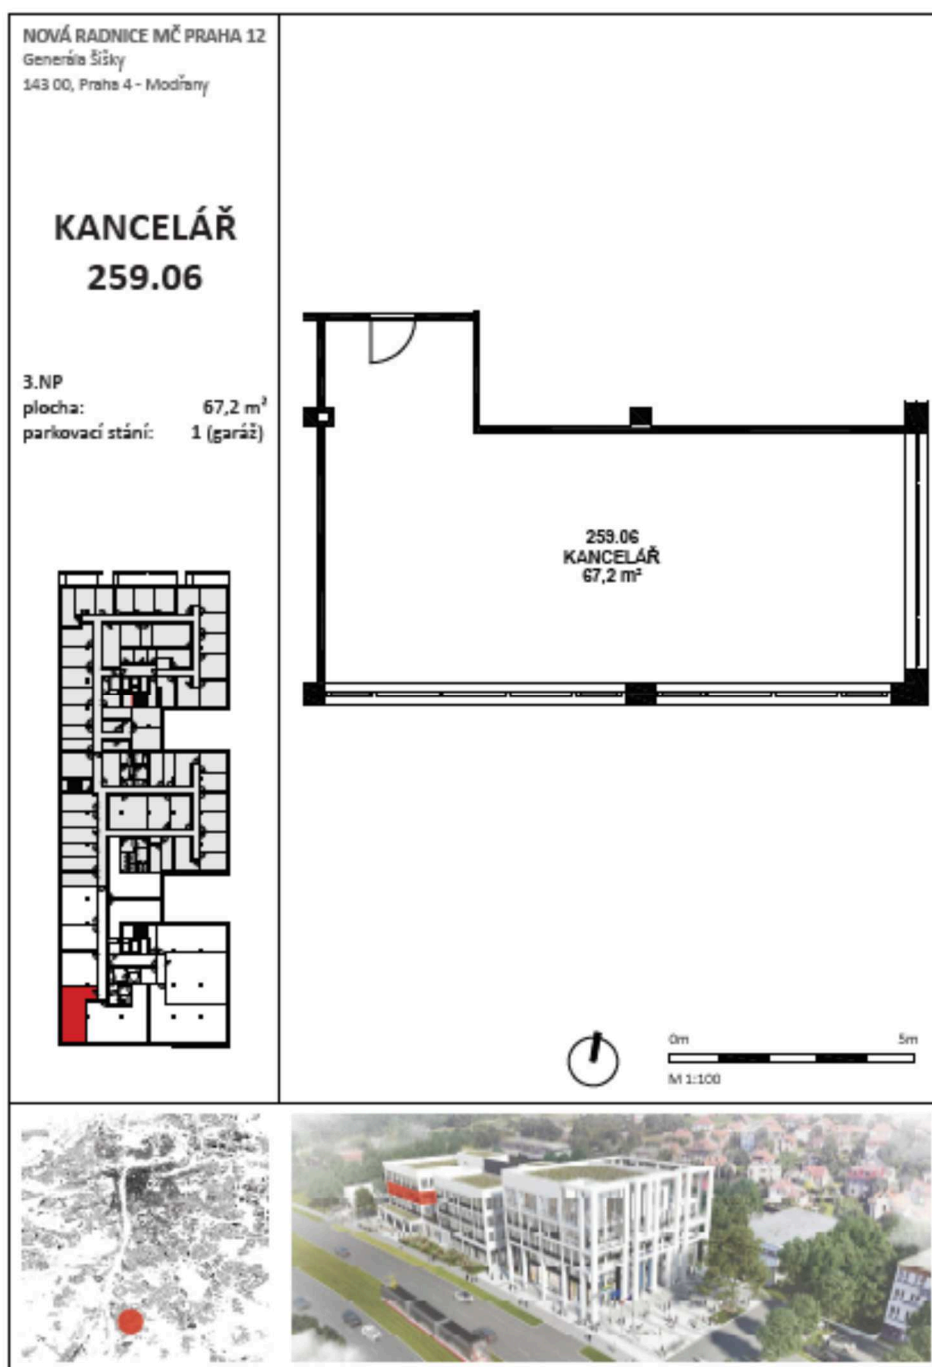 NOVÁ RADNICE MČ PRAHA 12
Generála Šišky
143 00, Praha 4 - Modřany
KANCELÁŘ
259.06
3.NP
plocha: 67,2 m²
parkovací stání: 1 (garáž)
259.06
KANCELÁŘ
67,2 m²
0m 5m
M 1:100